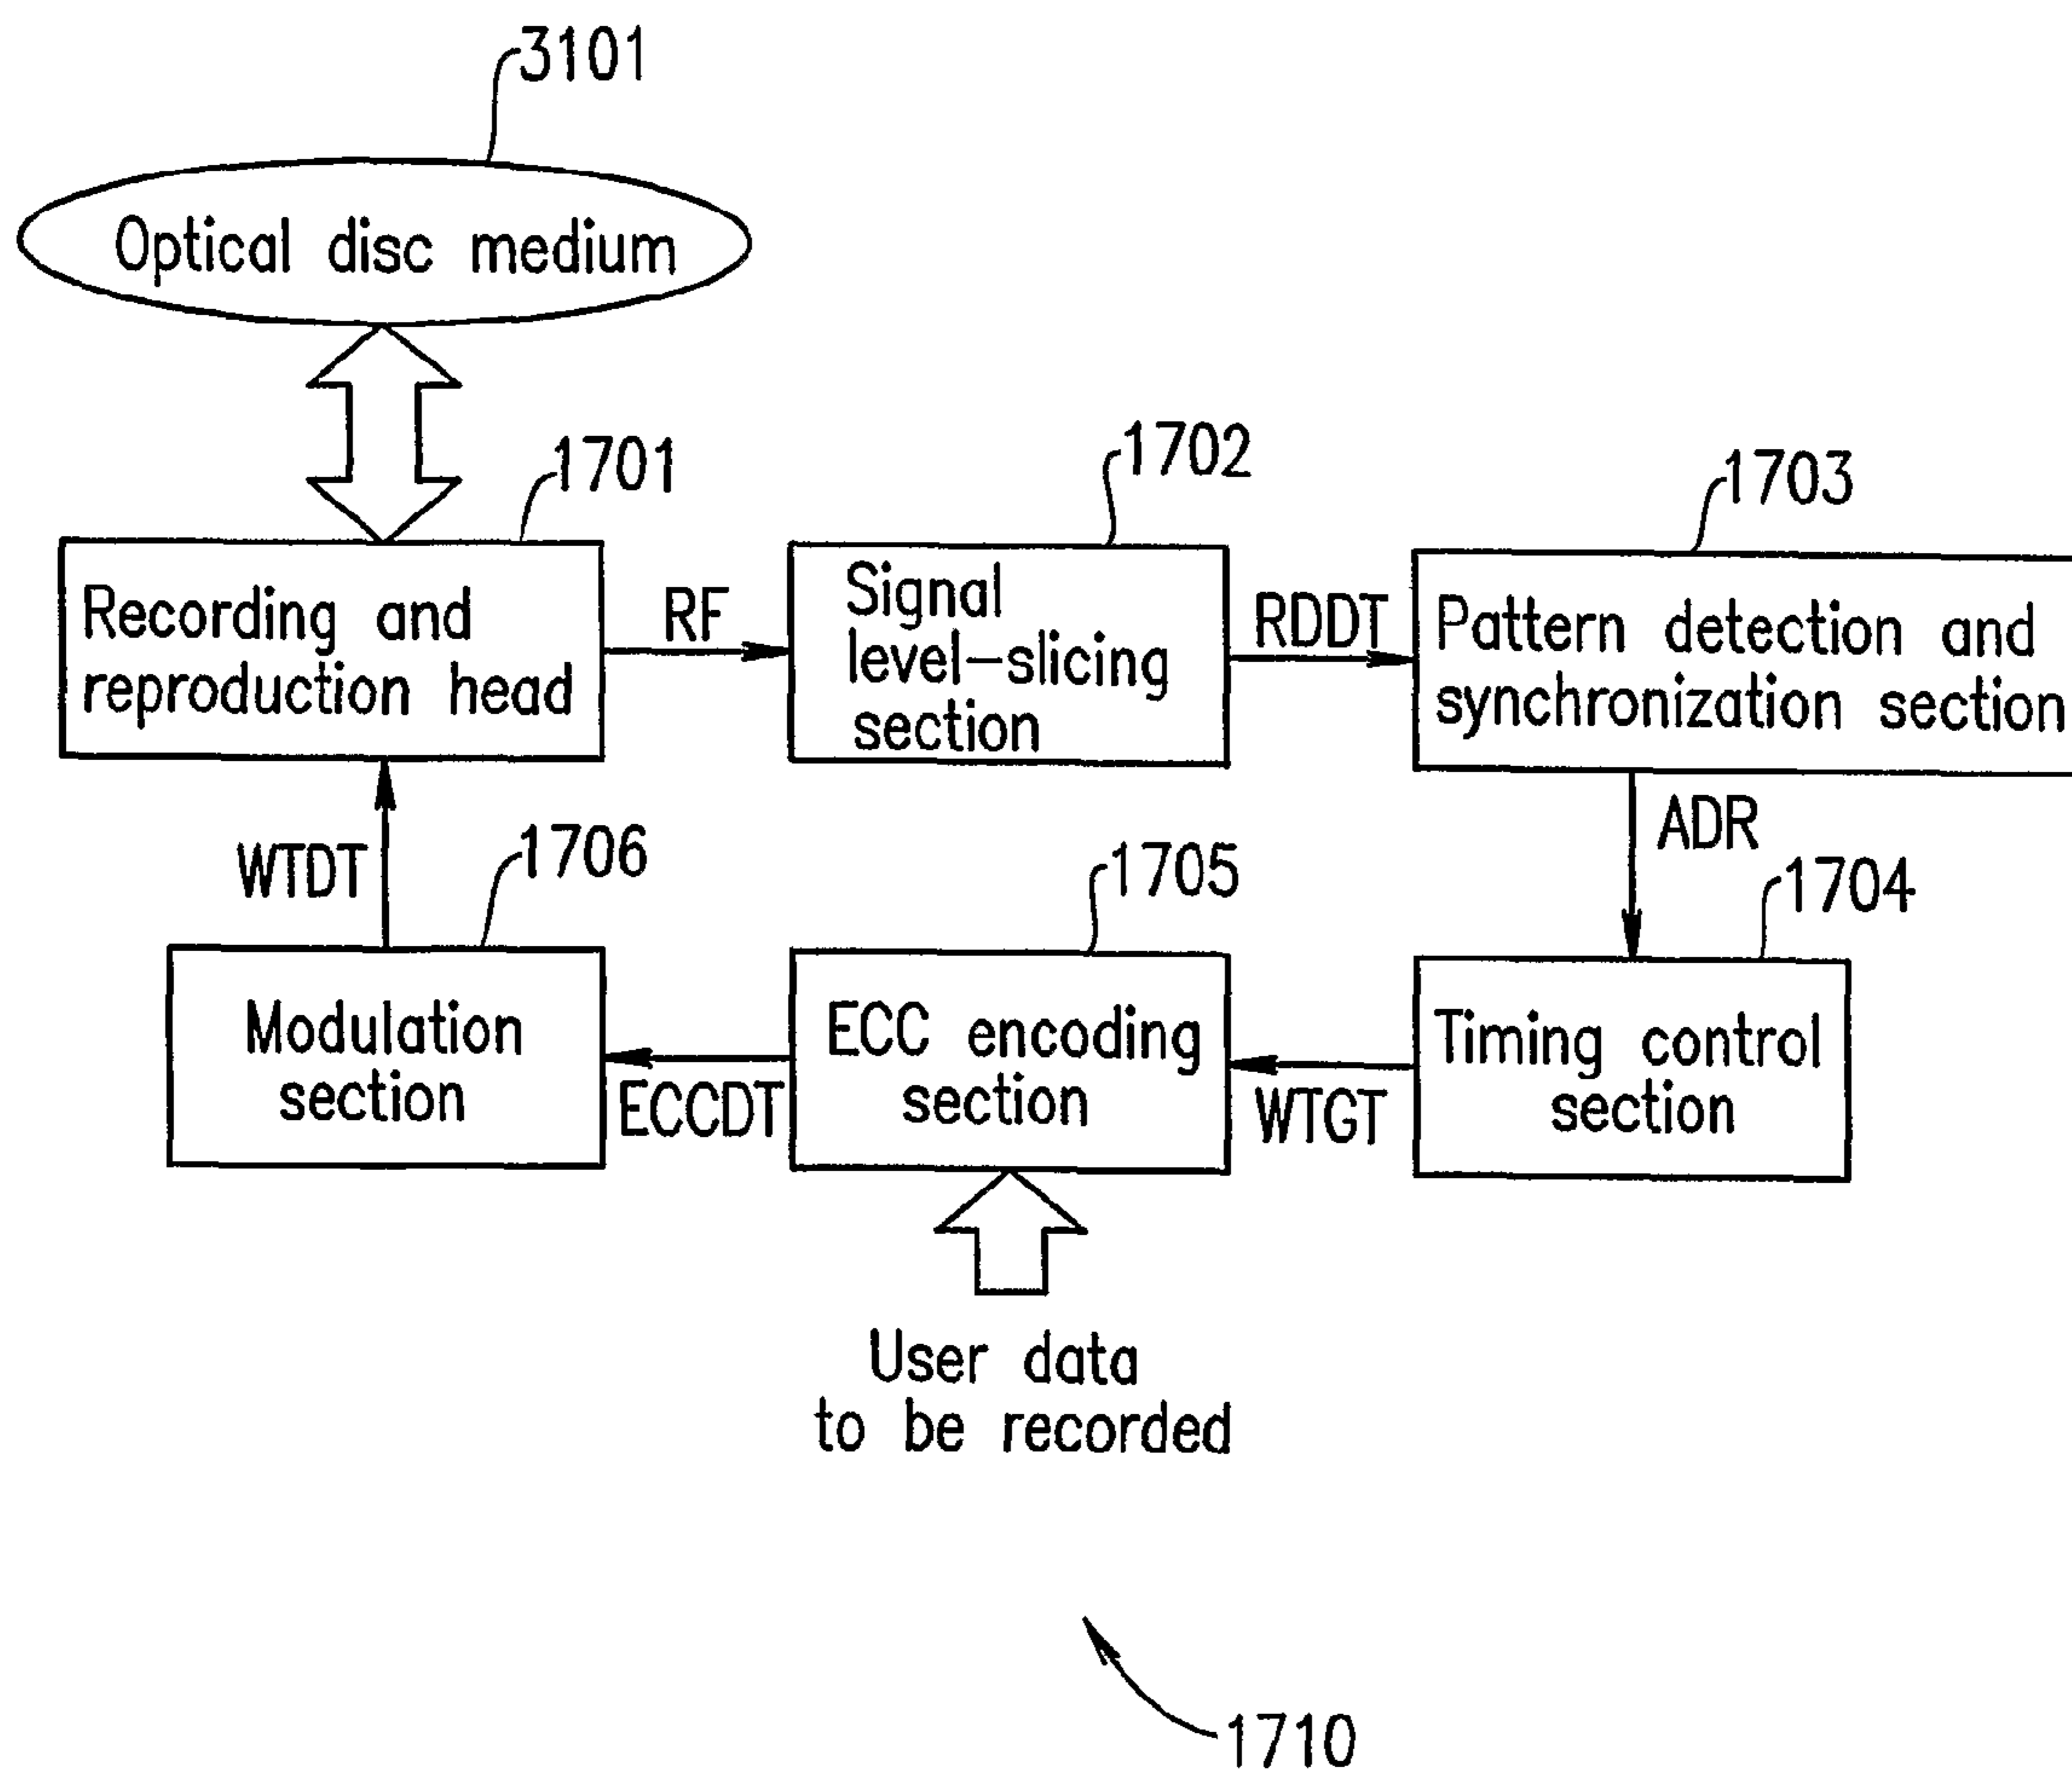 3101
Optical disc medium
1701
1702
1703
Recording and
reproduction head
RF
Signal
level-slicing
section
RDDT
Pattern detection and
synchronization section
WTDT
ADR
1706
1705
1704
Modulation
section
ECCDT
ECC encoding
section
WTGT
Timing control
section
User data
to be recorded
1710